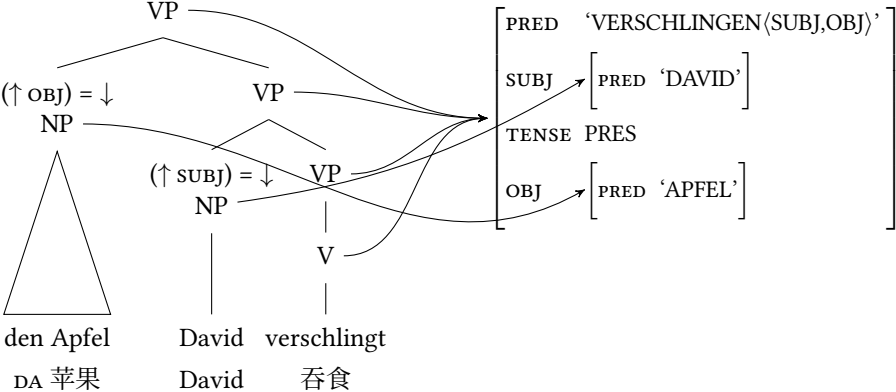 VP
PRED ‘VERSCHLINGEN⟨SUBJ,OBJ⟩’
(↑ OBJ) = ↓ VP SUBJ [PRED ‘DAVID’]
NP TENSE PRES
(↑ SUBJ) = ↓ VP OBJ [PRED ‘APFEL’]
NP
V
den Apfel David verschlingt
DA 苹果 David 吞食